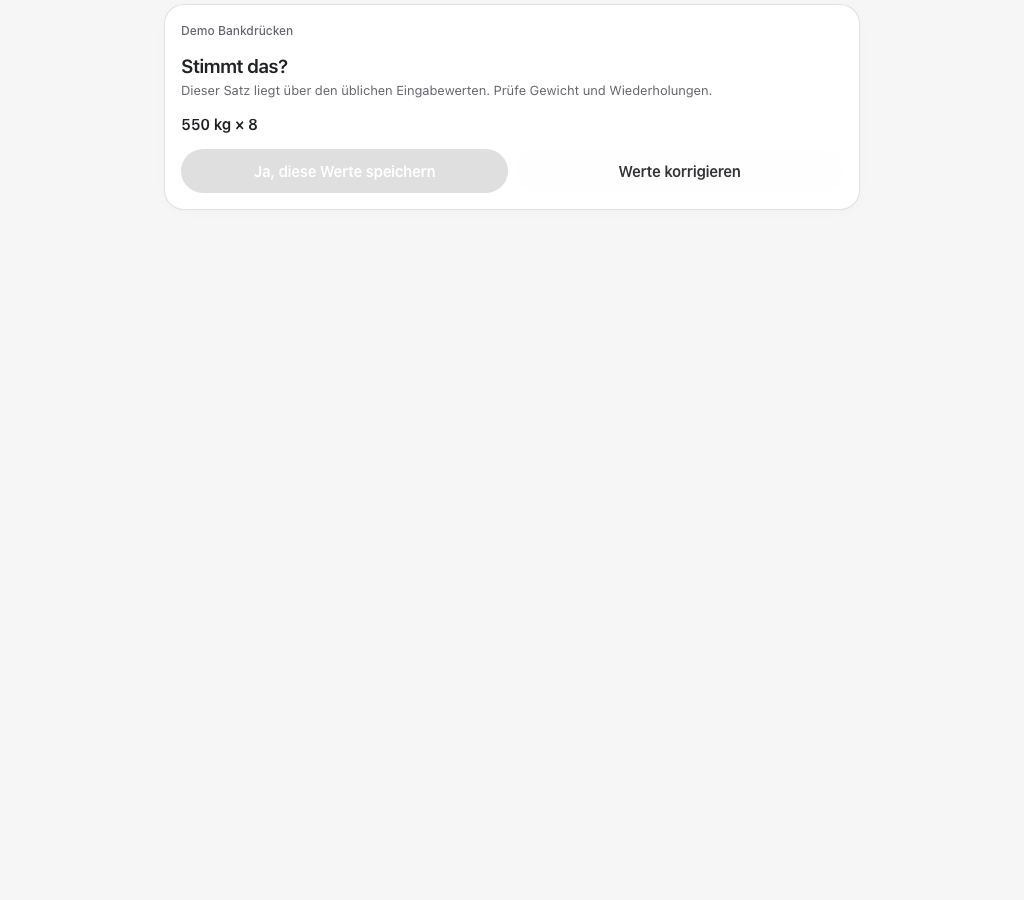 Demo Bankdrücken
Stimmt das?
Dieser Satz liegt über den üblichen Eingabewerten. Prüfe Gewicht und Wiederholungen.
550 kg × 8
Ja, diese Werte speichern
Werte korrigieren